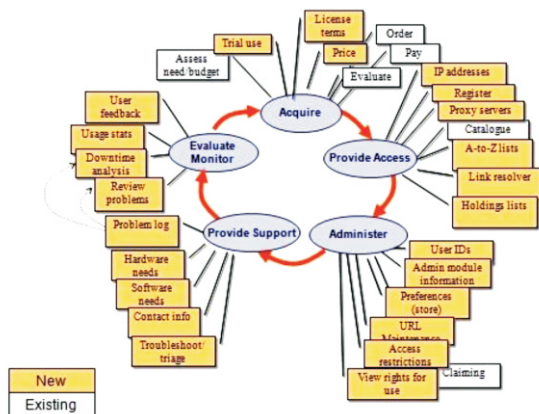 License
terms
Order
Trial use
Price
Pay
Assess
need/budget
Evaluate
IP addresses
User
feedback
Acquire
Register
Proxy servers
Usage stats
Catalogue
Evaluate
Monitor
Provide Access
A-to-Z lists
Downtime
analysis
Link resolver
Review
problems
Holdings lists
Problem log
Provide Support
Administer
User IDs
Hardware
needs
Admin module
information
Software
needs
Preferences
(store)
Contact info
URL
Maintenance
Troubleshoot/
triage
Access
restrictions
View rights for
use
Claiming
New
Existing